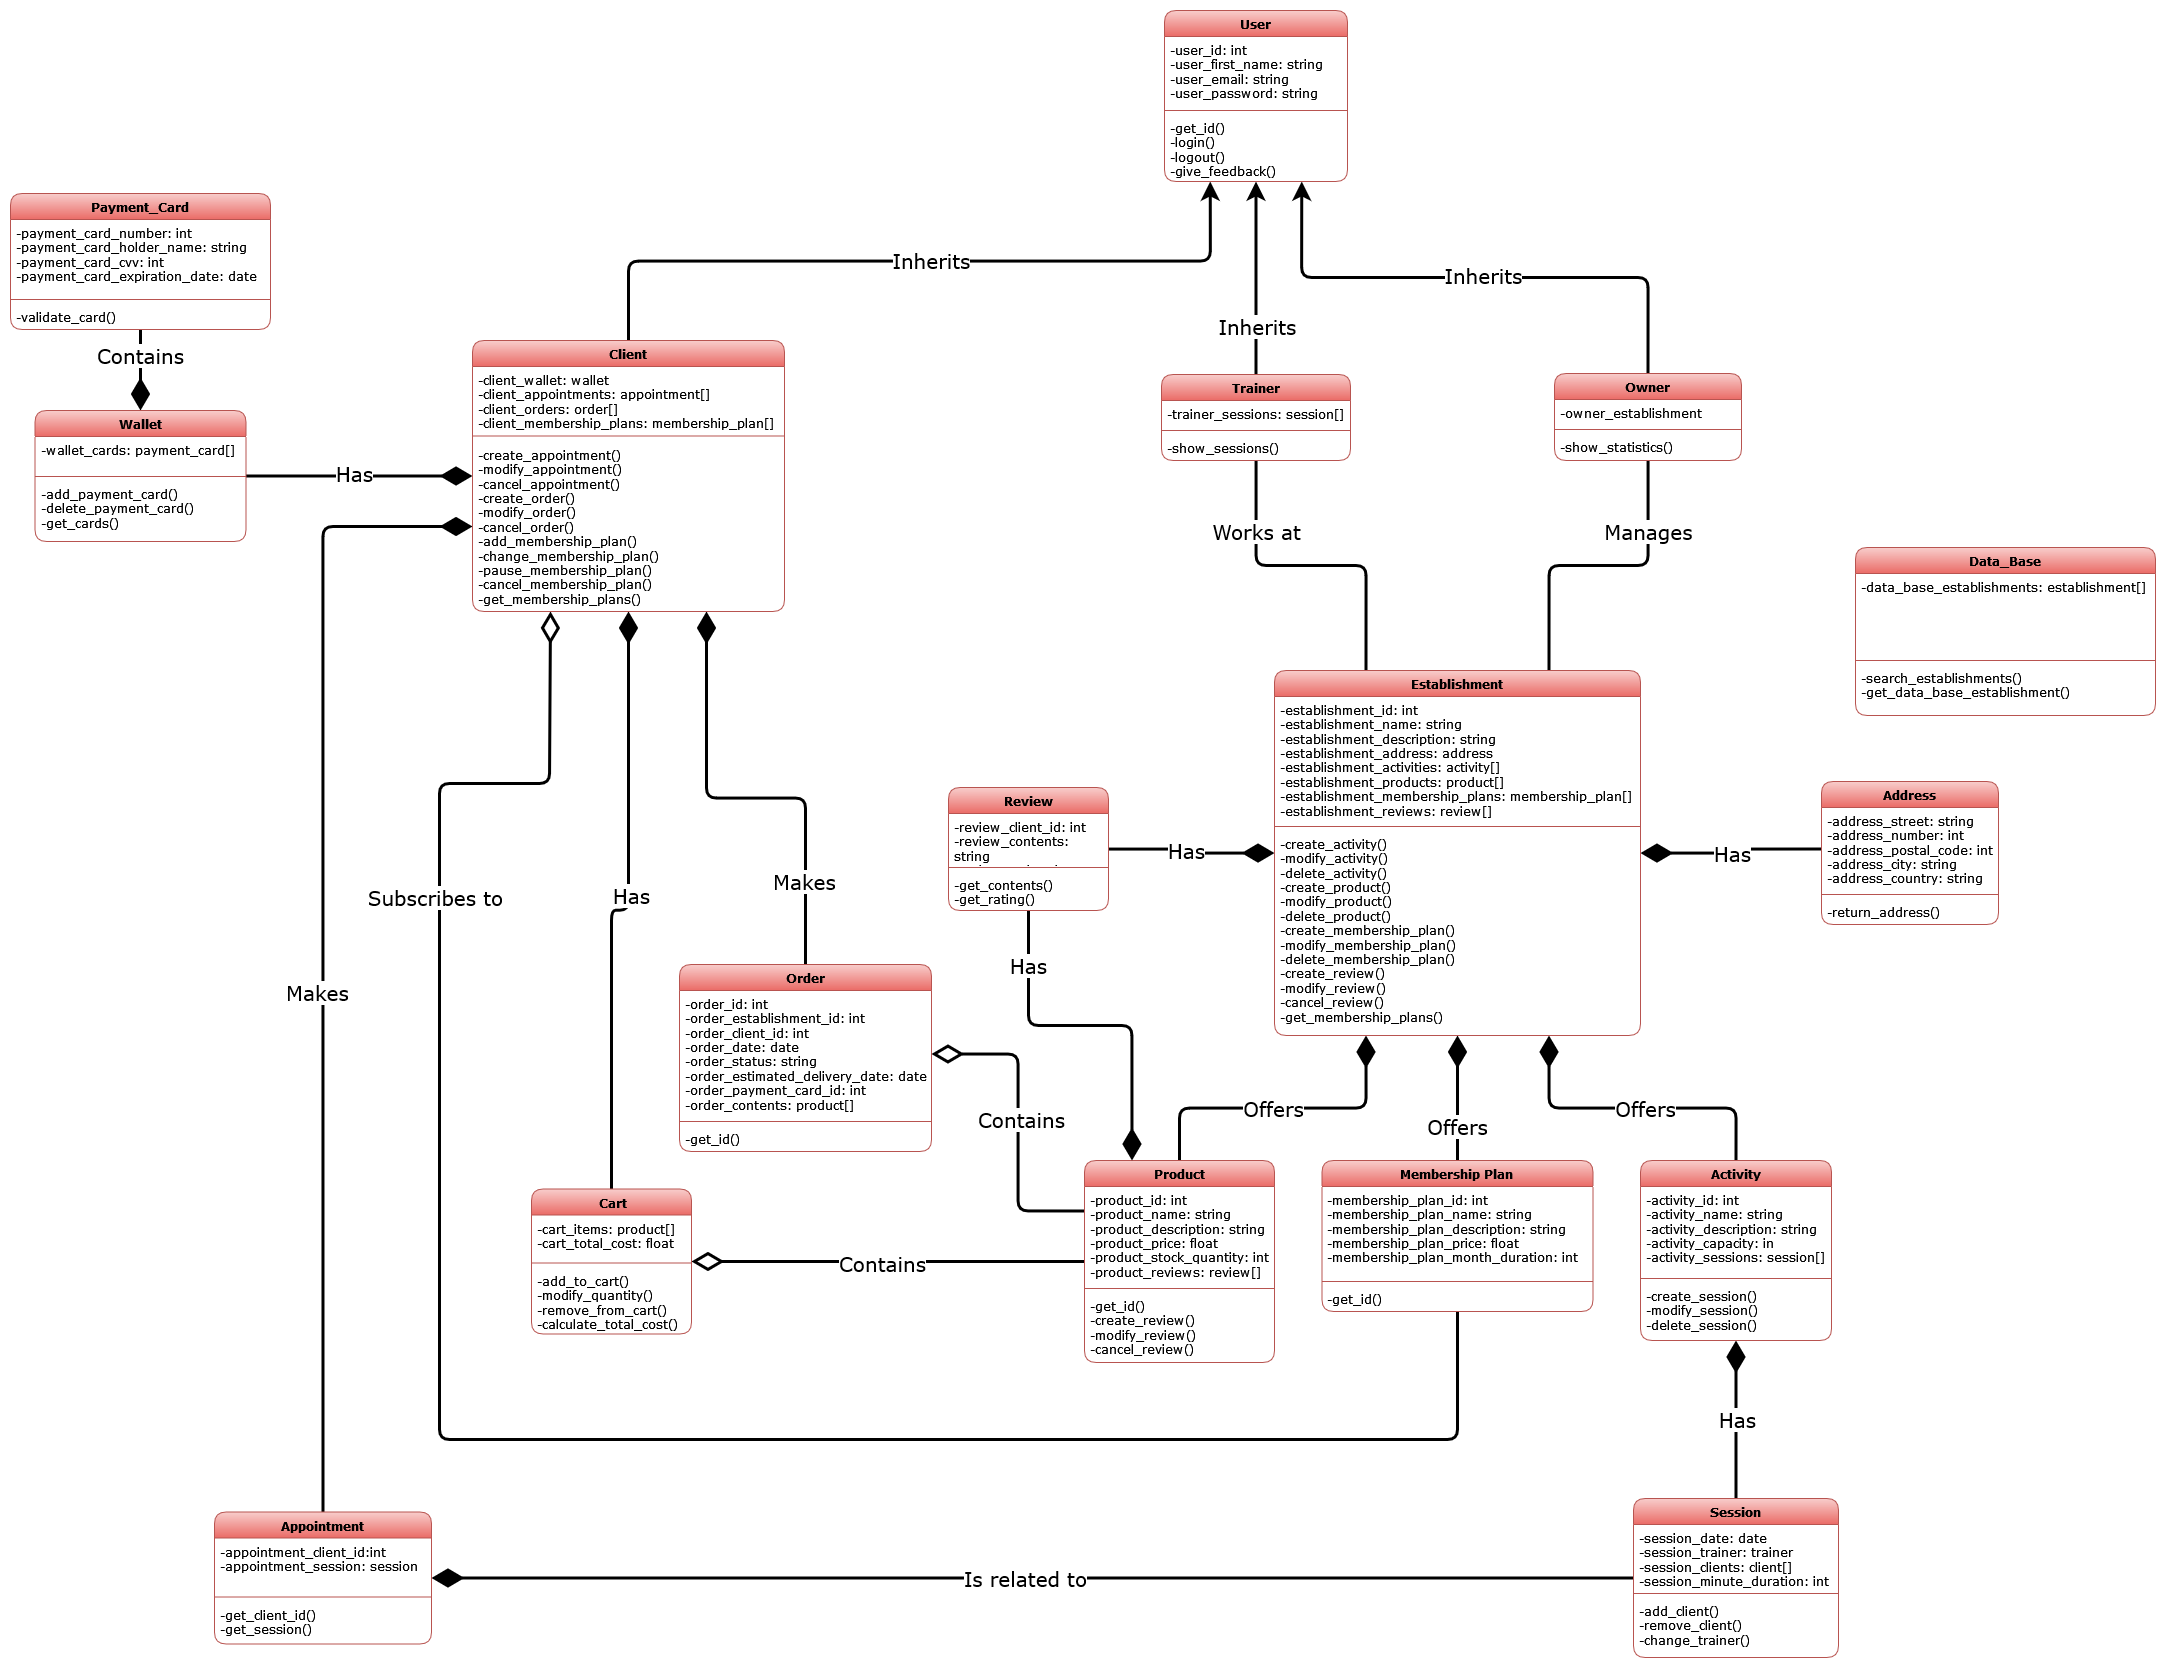 User
-user_id: int
-user_first_name: string
-user_email: string
-user_password: string
-get_id()
-login()
-logout()
-give_feedback()
Payment_Card
-payment_card_number: int
-payment_card_holder_name: string
-payment_card_cvv: int
-payment_card_expiration_date: date
-validate_card()
Inherits
Inherits
Inherits
Contains
Client
-client_wallet: wallet
-client_appointments: appointment[]
-client_orders: order[]
-client_membership_plans: membership_plan[]
-create_appointment()
-modify_appointment()
-cancel_appointment()
-create_order()
-modify_order()
-cancel_order()
-add_membership_plan()
-change_membership_plan()
-pause_membership_plan()
-cancel_membership_plan()
-get_membership_plans()
Trainer
-trainer_sessions: session[]
-show_sessions()
Owner
-owner_establishment
-show_statistics()
Wallet
-wallet_cards: payment_card[]
-add_payment_card()
-delete_payment_card()
-get_cards()
Has
Works at
Manages
Data_Base
-data_base_establishments: establishment[]
-search_establishments()
-get_data_base_establishment()
Establishment
-establishment_id: int
-establishment_name: string
-establishment_description: string
-establishment_address: address
-establishment_activities: activity[]
-establishment_products: product[]
-establishment_membership_plans: membership_plan[]
-establishment_reviews: review[]
-create_activity()
-modify_activity()
-delete_activity()
-create_product()
-modify_product()
-delete_product()
-create_membership_plan()
-modify_membership_plan()
-delete_membership_plan()
-create_review()
-modify_review()
-cancel_review()
-get_membership_plans()
Review
-review_client_id: int
-review_contents:
string
-get_contents()
-get_rating()
Has
Has
Address
-address_street: string
-address_number: int
-address_postal_code: int
-address_city: string
-address_country: string
-return_address()
Subscribes to
Has
Makes
Makes
Has
Order
-order_id: int
-order_establishment_id: int
-order_client_id: int
-order_date: date
-order_status: string
-order_estimated_delivery_date: date
-order_payment_card_id: int
-order_contents: product[]
-get_id()
Contains
Offers
Offers
Offers
Cart
-cart_items: product[]
-cart_total_cost: float
-add_to_cart()
-modify_quantity()
-remove_from_cart()
-calculate_total_cost()
Contains
Product
-product_id: int
-product_name: string
-product_description: string
-product_price: float
-product_stock_quantity: int
-product_reviews: review[]
-get_id()
-create_review()
-modify_review()
-cancel_review()
Membership Plan
-membership_plan_id: int
-membership_plan_name: string
-membership_plan_description: string
-membership_plan_price: float
-membership_plan_month_duration: int
-get_id()
Activity
-activity_id: int
-activity_name: string
-activity_description: string
-activity_capacity: in
-activity_sessions: session[]
-create_session()
-modify_session()
-delete_session()
Has
Appointment
-appointment_client_id:int
-appointment_session: session
-get_client_id()
-get_session()
Is related to
Session
-session_date: date
-session_trainer: trainer
-session_clients: client[]
-session_minute_duration: int
-add_client()
-remove_client()
-change_trainer()